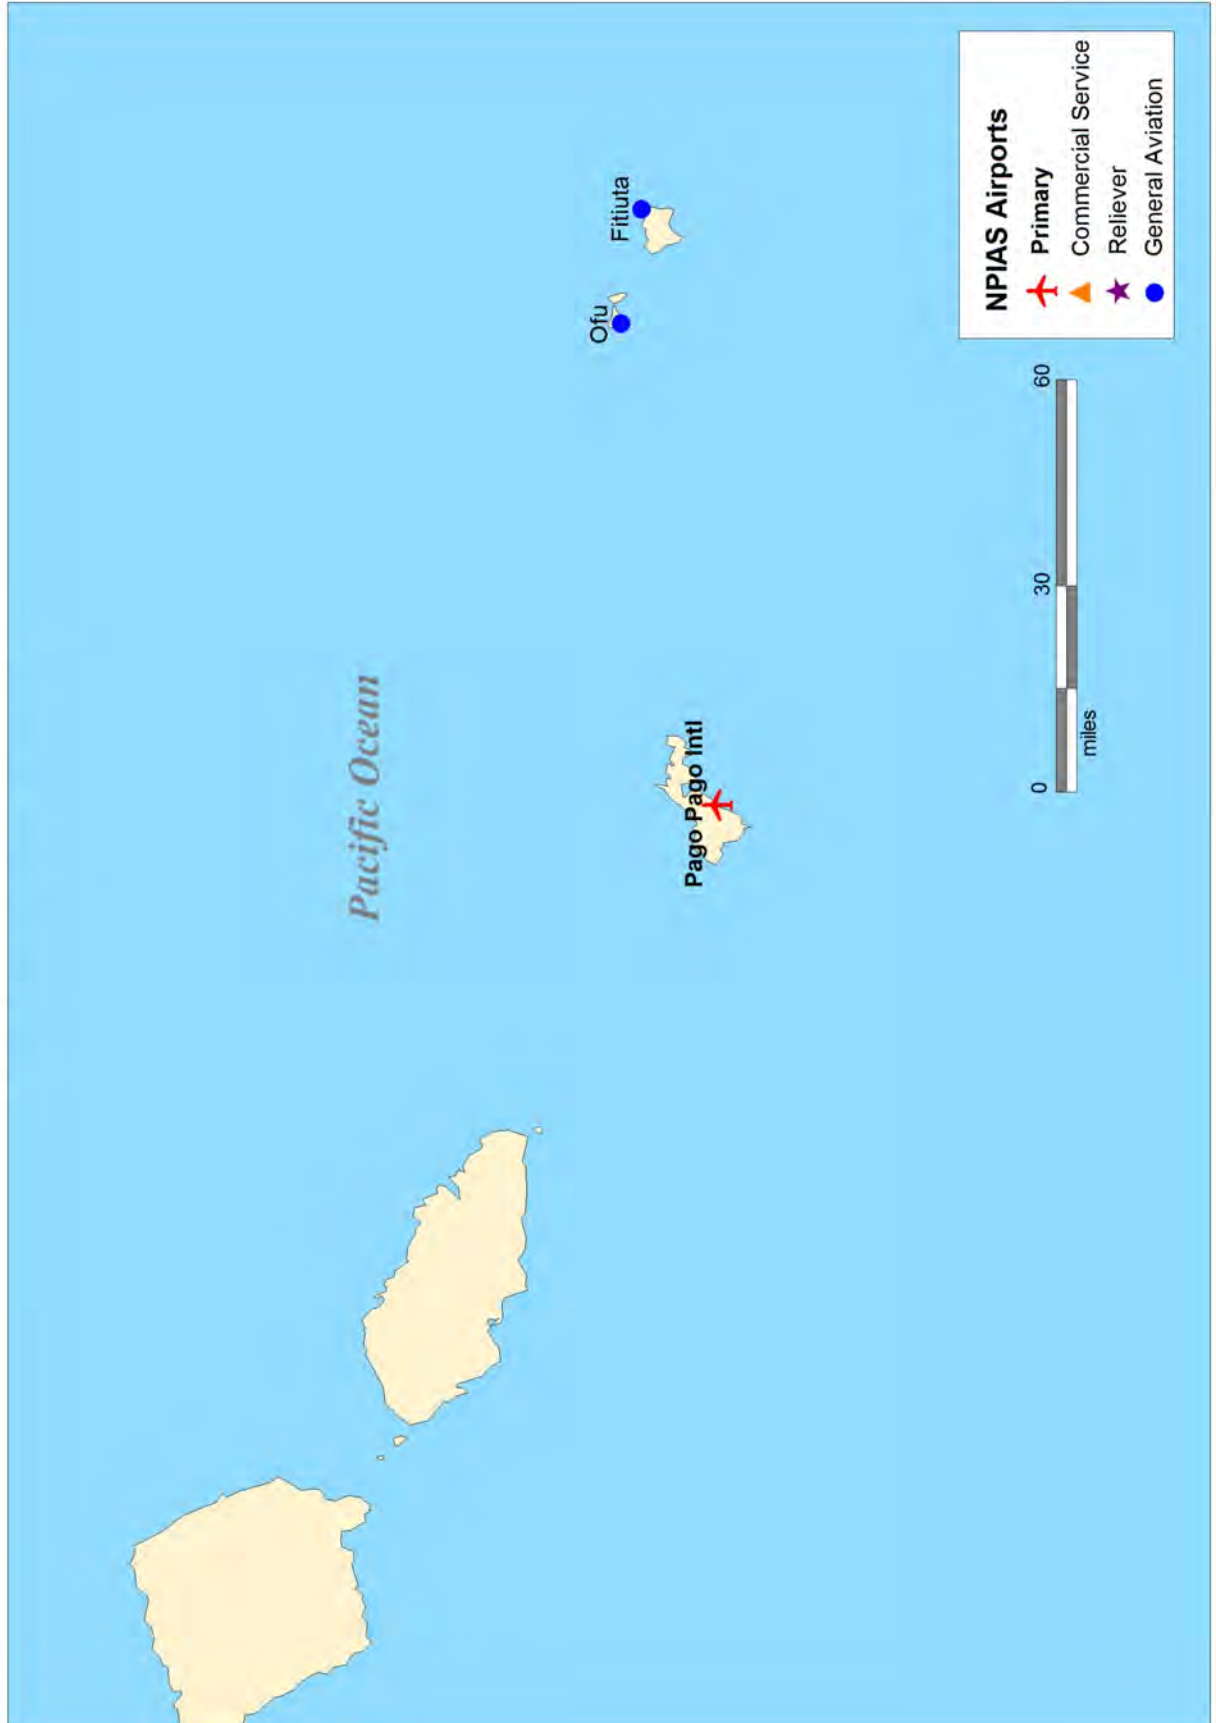 Pacific Ocean
Ofu
Fitiuta
Pago Pago Intl
0
30
60
miles
NPIAS Airports
Primary
Commercial Service
Reliever
General Aviation